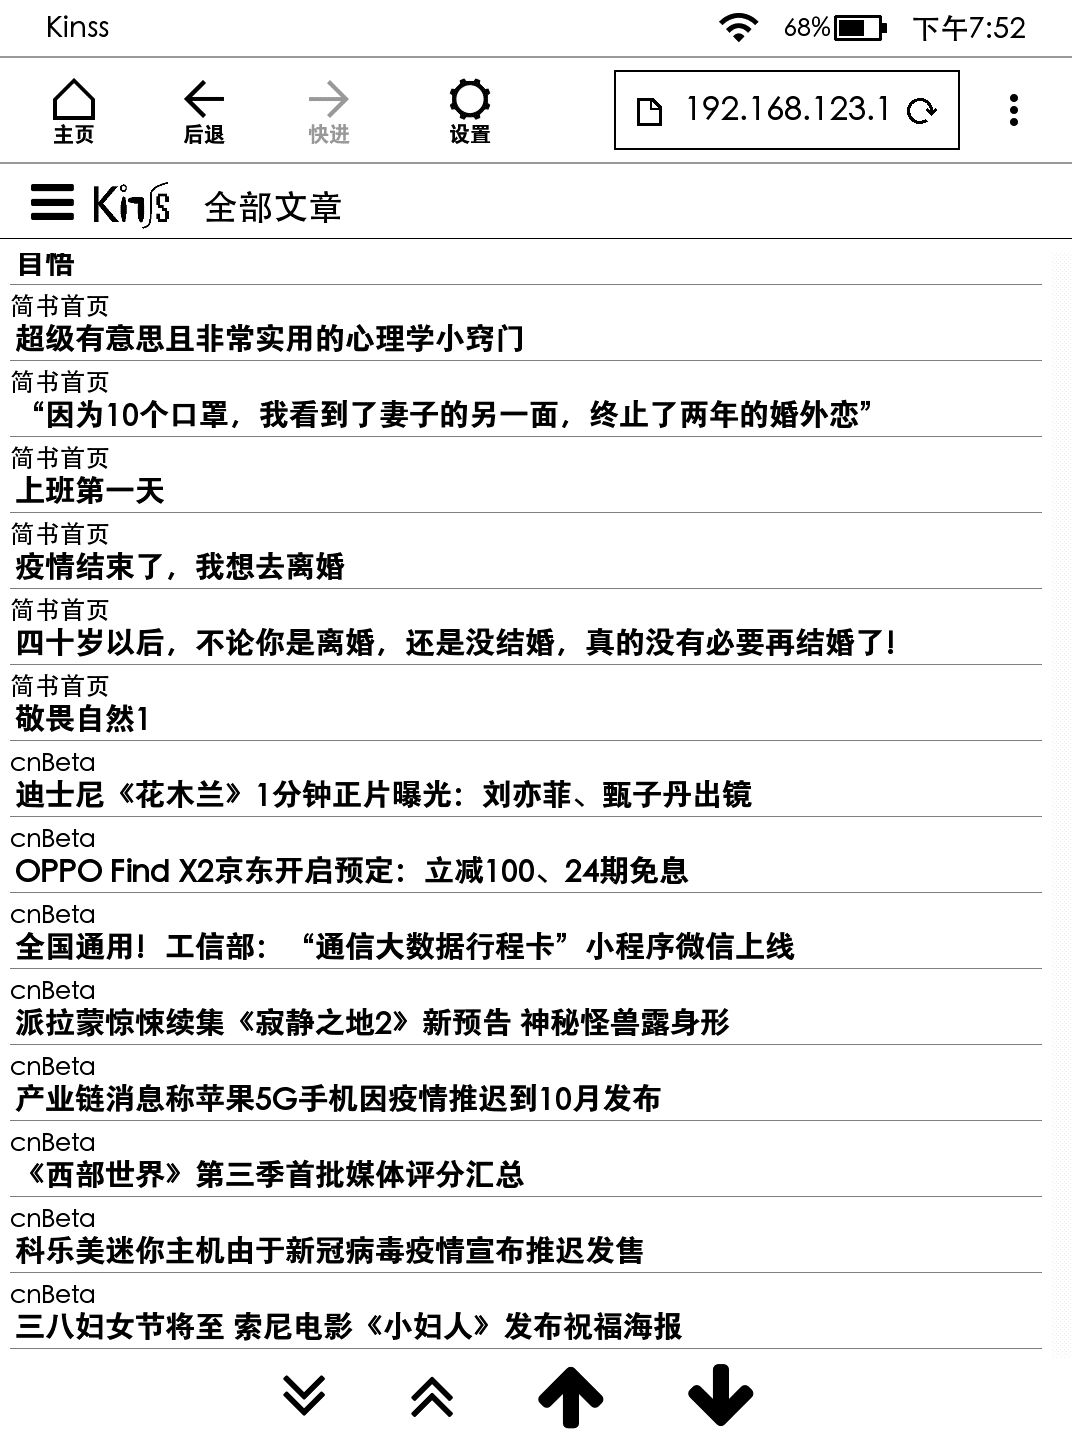 Kinss
68%
下午7:52
主页
后退
快进
设置
192.168.123.1
Kinss
全部文章
目悟
简书首页
超级有意思且非常实用的心理学小窍门
简书首页
“因为10个口罩，我看到了妻子的另一面，终止了两年的婚外恋”
简书首页
上班第一天
简书首页
疫情结束了，我想去离婚
简书首页
四十岁以后，不论你是离婚，还是没结婚，真的没有必要再结婚了！
简书首页
敬畏自然1
cnBeta
迪士尼《花木兰》1分钟正片曝光：刘亦菲、甄子丹出镜
cnBeta
OPPO Find X2京东开启预定：立减100、24期免息
cnBeta
全国通用！工信部：“通信大数据行程卡”小程序微信上线
cnBeta
派拉蒙惊悚续集《寂静之地2》新预告 神秘怪兽露身形
cnBeta
产业链消息称苹果5G手机因疫情推迟到10月发布
cnBeta
《西部世界》第三季首批媒体评分汇总
cnBeta
科乐美迷你主机由于新冠病毒疫情宣布推迟发售
cnBeta
三八妇女节将至 索尼电影《小妇人》发布祝福海报